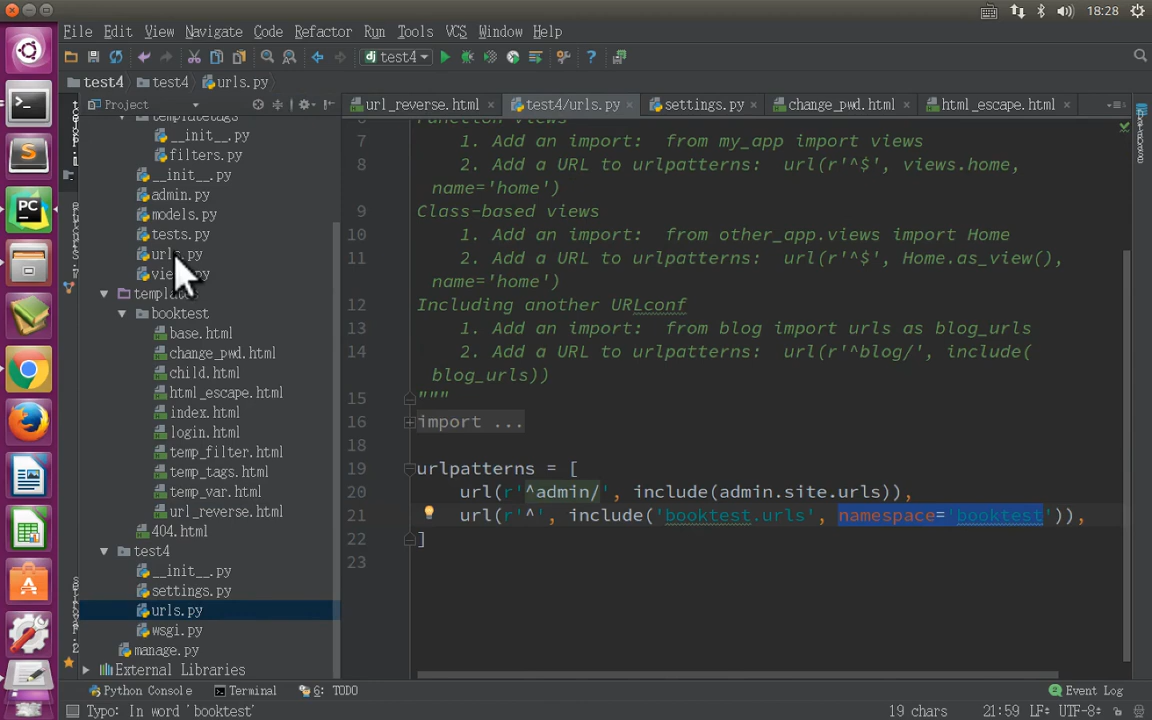 18:28
File Edit View Navigate Code Refactor Run Tools VCS Window Help
test4
test4 test4 urls.py
Project
url_reverse.html test4/urls.py settings.py change_pwd.html html_escape.html
templatetags
__init__.py
filters.py
__init__.py
admin.py
models.py
tests.py
urls.py
templates
booktest
base.html
change_pwd.html
child.html
html_escape.html
index.html
login.html
temp_filter.html
temp_tags.html
temp_var.html
url_reverse.html
404.html
test4
__init__.py
settings.py
urls.py
wsgi.py
manage.py
External Libraries
Function views
7 1. Add an import: from my_app import views
8 2. Add a URL to urlpatterns: url(r'^$', views.home,
name='home')
9 Class-based views
10 1. Add an import: from other_app.views import Home
11 2. Add a URL to urlpatterns: url(r'^$', Home.as_view(),
name='home')
12 Including another URLconf
13 1. Add an import: from blog import urls as blog_urls
14 2. Add a URL to urlpatterns: url(r'^blog/', include(
blog_urls))
15 """
16 import ...
18
19 urlpatterns = [
20 url(r'^admin/', include(admin.site.urls)),
21 url(r'^', include('booktest.urls', namespace='booktest')),
22 ]
23
Python Console Terminal 6: TODO Event Log
Typo: In word 'booktest' 19 chars 21:59 LF÷ UTF-8÷